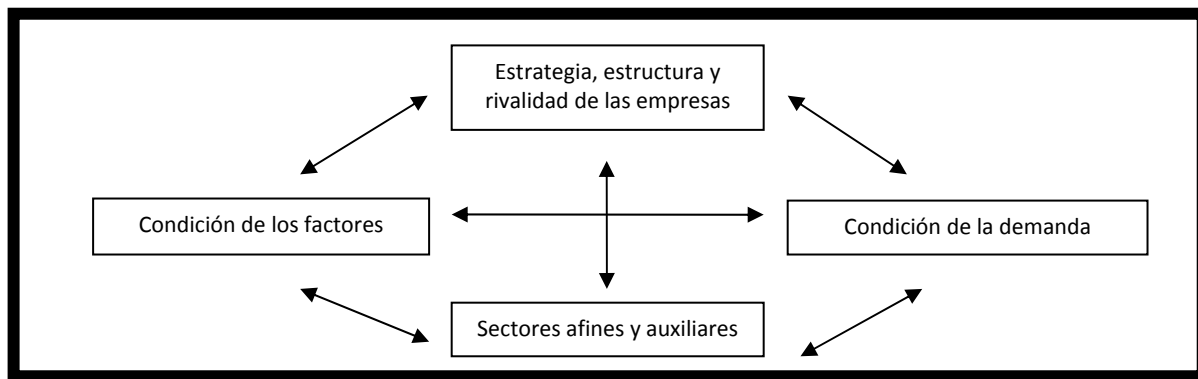 Estrategia, estructura y
rivalidad de las empresas
Condición de los factores
Condición de la demanda
Sectores afines y auxiliares